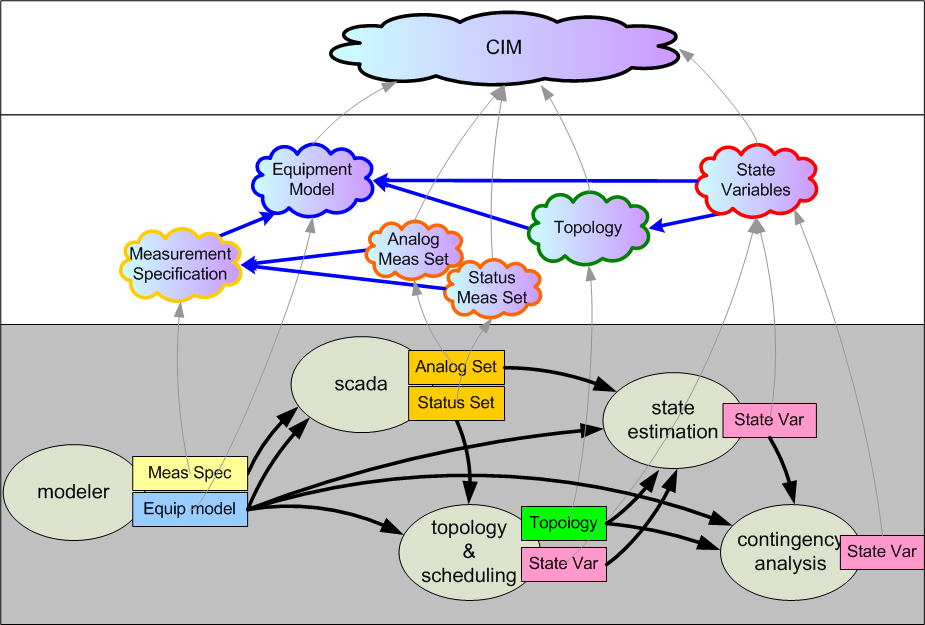 CIM
Equipment
Model
State
Variables
Topology
Analog
Meas Set
Measurement
Specification
Status
Meas Set
Analog Set
scada
Status Set
state
estimation
State Var
Meas Spec
modeler
Equip model
Topology
topology
&
scheduling
State Var
contingency
analysis
State Var